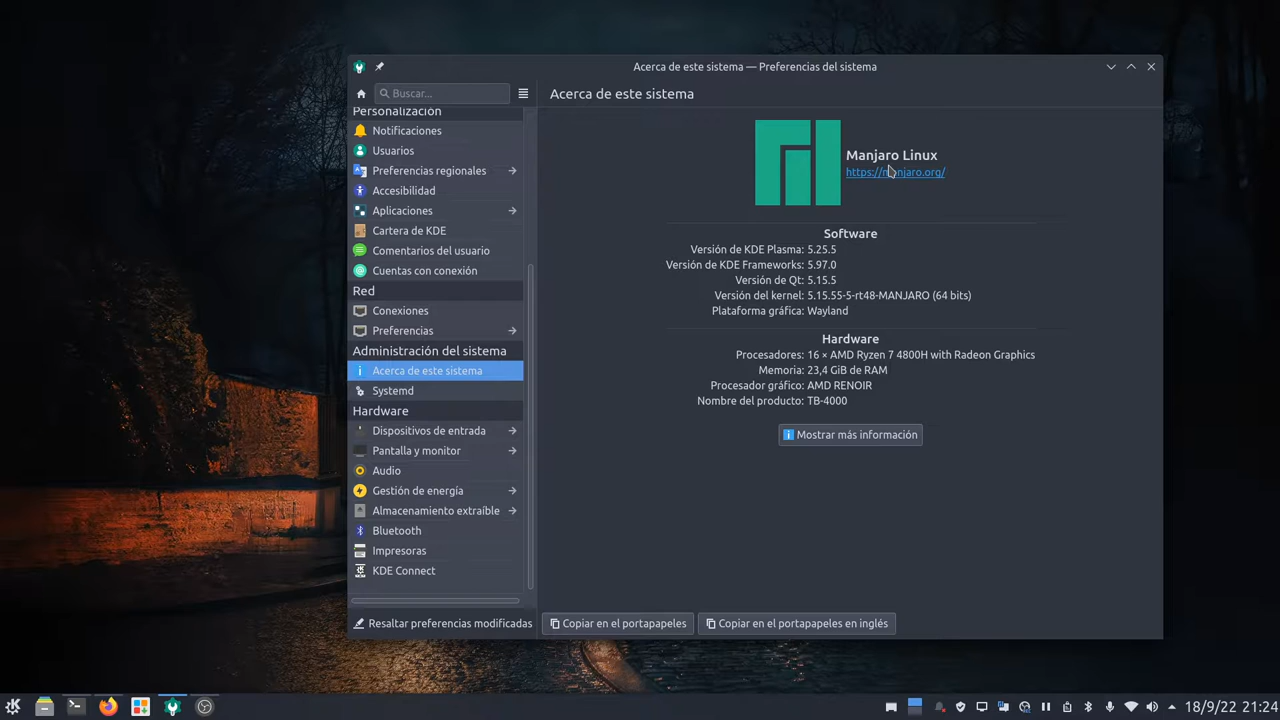 Acerca de este sistema — Preferencias del sistema
Buscar...
Acerca de este sistema
Personalización
Notificaciones
Usuarios
Preferencias regionales
Accesibilidad
Aplicaciones
Cartera de KDE
Comentarios del usuario
Cuentas con conexión
Red
Conexiones
Preferencias
Administración del sistema
Acerca de este sistema
Systemd
Hardware
Dispositivos de entrada
Pantalla y monitor
Audio
Gestión de energía
Almacenamiento extraíble
Bluetooth
Impresoras
KDE Connect
Resaltar preferencias modificadas
Manjaro Linux
https://manjaro.org/
Software
Versión de KDE Plasma: 5.25.5
Versión de KDE Frameworks: 5.97.0
Versión de Qt: 5.15.5
Versión del kernel: 5.15.55-5-rt48-MANJARO (64 bits)
Plataforma gráfica: Wayland
Hardware
Procesadores: 16 × AMD Ryzen 7 4800H with Radeon Graphics
Memoria: 23,4 GiB de RAM
Procesador gráfico: AMD RENOIR
Nombre del producto: TB-4000
Mostrar más información
Copiar en el portapapeles
Copiar en el portapapeles en inglés
18/9/22 21:24